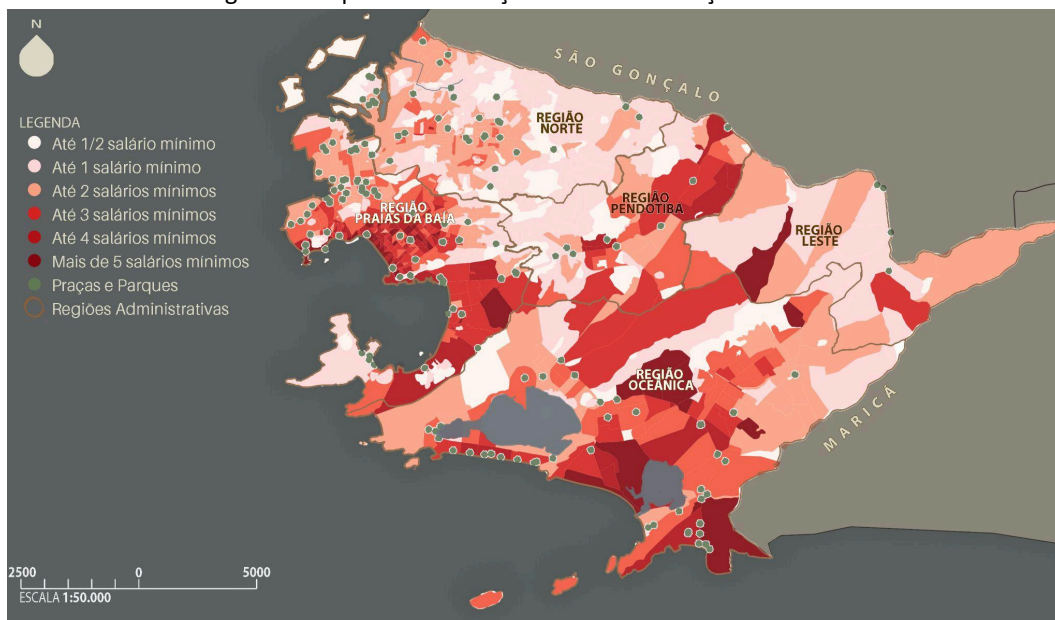 N
SÃO GONÇALO
LEGENDA
Até 1/2 salário mínimo
Até 1 salário mínimo
Até 2 salários mínimos
Até 3 salários mínimos
Até 4 salários mínimos
Mais de 5 salários mínimos
Praças e Parques
Regiões Administrativas
REGIÃO
NORTE
REGIÃO
PENDOTIBA
REGIÃO
PRAIAS DA BAÍA
REGIÃO
LESTE
REGIÃO
OCEÂNICA
MARICÁ
2500 0 5000
ESCALA 1:50.000